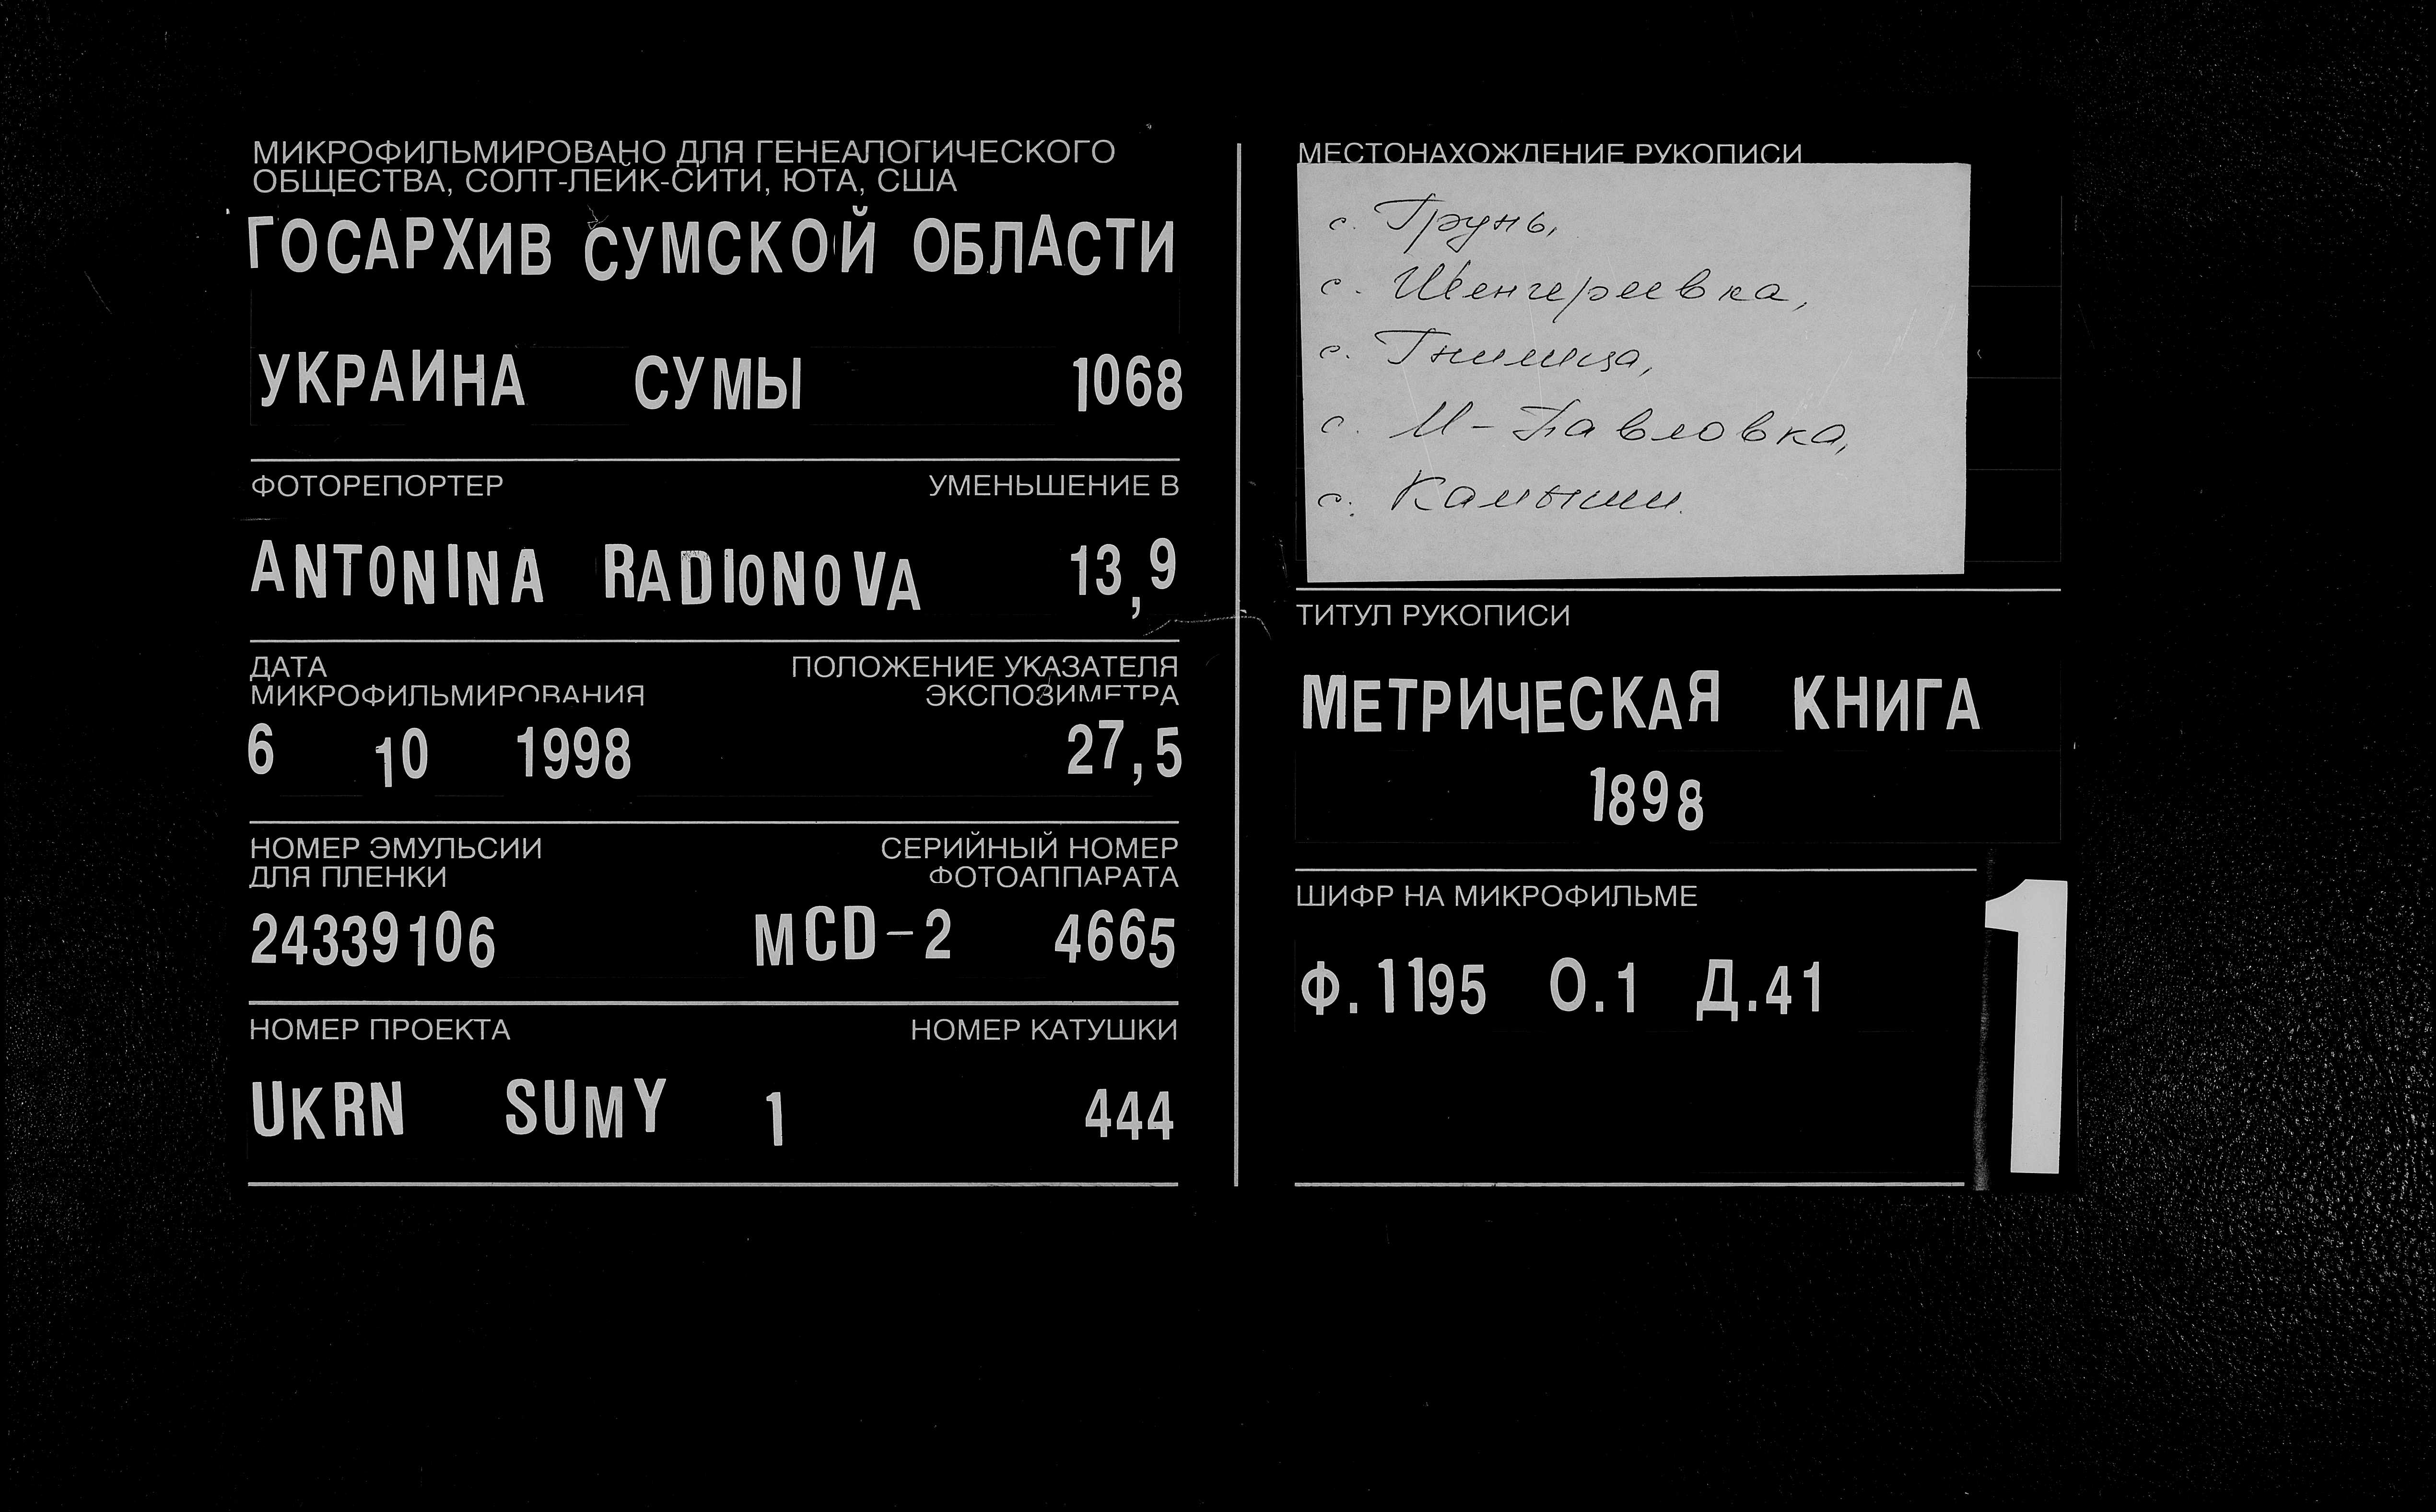 МИКРОФИЛЬМИРОВАНО ДЛЯ ГЕНЕАЛОГИЧЕСКОГО
ОБЩЕСТВА, СОЛТ-ЛЕЙК-СИТИ, ЮТА, США
ГОСАРХИВ СУМСКОЙ ОБЛАСТИ
УКРАИНА СУМЫ 1068
ФОТОРЕПОРТЕР УМЕНЬШЕНИЕ В
ANTONINA RADIONOVA 13,9
ДАТА ПОЛОЖЕНИЕ УКАЗАТЕЛЯ
МИКРОФИЛЬМИРОВАНИЯ ЭКСПОЗИМЕТРА
6 10 1998 27,5
НОМЕР ЭМУЛЬСИИ СЕРИЙНЫЙ НОМЕР
ДЛЯ ПЛЕНКИ ФОТОАППАРАТА
24339106 MCD-2 4665
НОМЕР ПРОЕКТА НОМЕР КАТУШКИ
UKRN SUMY 1 444
МЕСТОНАХОЖДЕНИЕ РУКОПИСИ
с. Грунь,
с. Шенгереевка,
с. Гнилица,
с. М-Павловка,
с. Камыши.
ТИТУЛ РУКОПИСИ
МЕТРИЧЕСКАЯ КНИГА
1898
ШИФР НА МИКРОФИЛЬМЕ
Ф.1195 О.1 Д.41
1